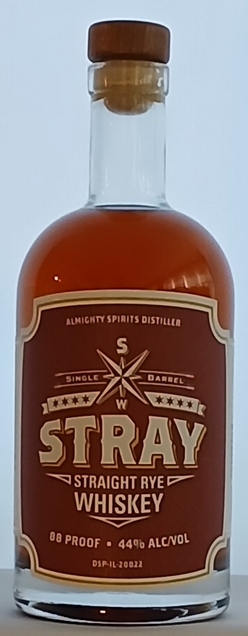 ALMIGHTY SPIRITS DISTILLER
S
SINGLE BARREL
W
STRAY
STRAIGHT RYE
WHISKEY
88 PROOF • 44% ALC/VOL
DSP-IL-20022